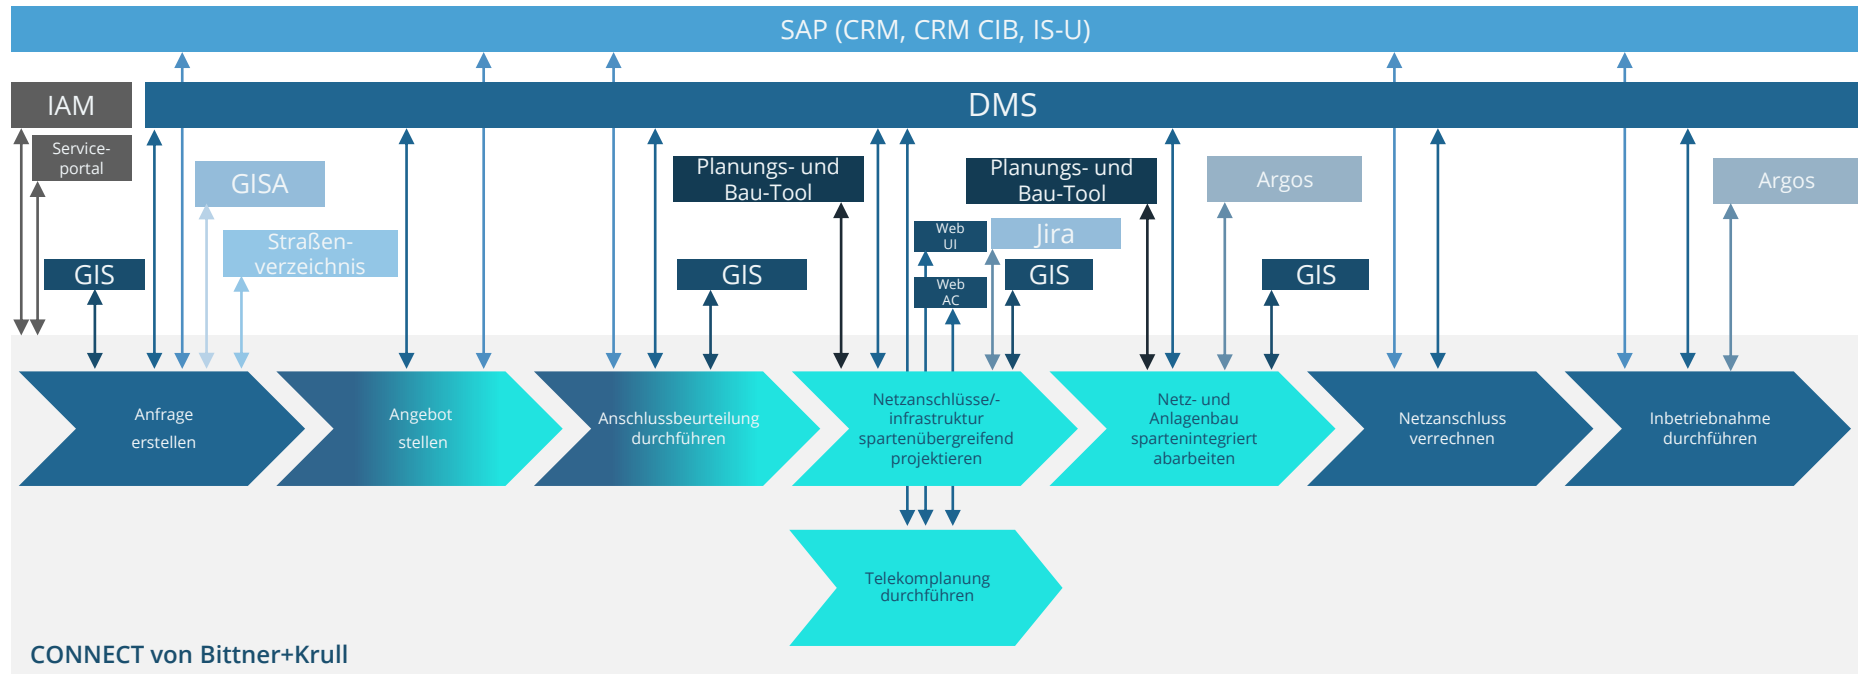 SAP (CRM, CRM CIB, IS-U)
IAM
DMS
Service-
portal
GISA
Straßen-
verzeichnis
GIS
Planungs- und
Bau-Tool
GIS
Web
UI
Web
AC
Jira
GIS
Planungs- und
Bau-Tool
Argos
GIS
Argos
Anfrage
erstellen
Angebot
stellen
Anschlussbeurteilung
durchführen
Netzanschlüsse/-
infrastruktur
spartenübergreifend
projektieren
Netz- und
Anlagenbau
spartenintegriert
abarbeiten
Netzanschluss
verrechnen
Inbetriebnahme
durchführen
Telekomplanung
durchführen
CONNECT von Bittner+Krull